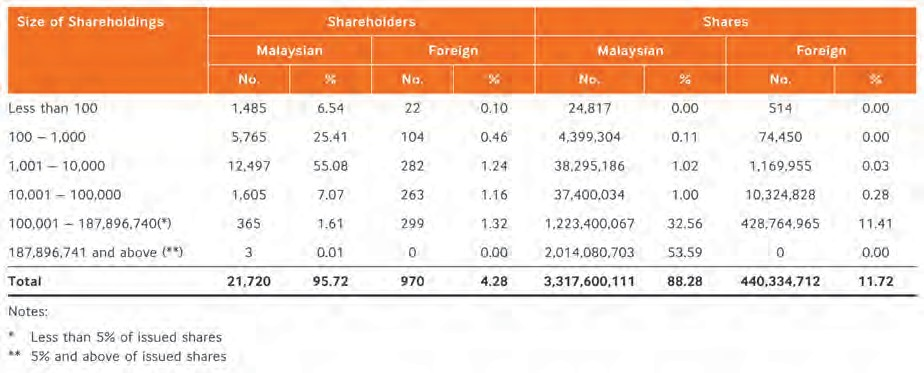 Size of Shareholdings Shareholders Shares
Malaysian Foreign Malaysian Foreign
No. % No. % No. % No. %
Less than 100 1,485 6.54 22 0.10 24,817 0.00 514 0.00
100 – 1,000 5,765 25.41 104 0.46 4,399,304 0.11 74,450 0.00
1,001 – 10,000 12,497 55.08 282 1.24 38,295,186 1.02 1,169,955 0.03
10,001 – 100,000 1,605 7.07 263 1.16 37,400,034 1.00 10,324,828 0.28
100,001 – 187,896,740(*) 365 1.61 299 1.32 1,223,400,067 32.56 428,764,965 11.41
187,896,741 and above (**) 3 0.01 0 0.00 2,014,080,703 53.59 0 0.00
Total 21,720 95.72 970 4.28 3,317,600,111 88.28 440,334,712 11.72
Notes:
* Less than 5% of issued shares
** 5% and above of issued shares